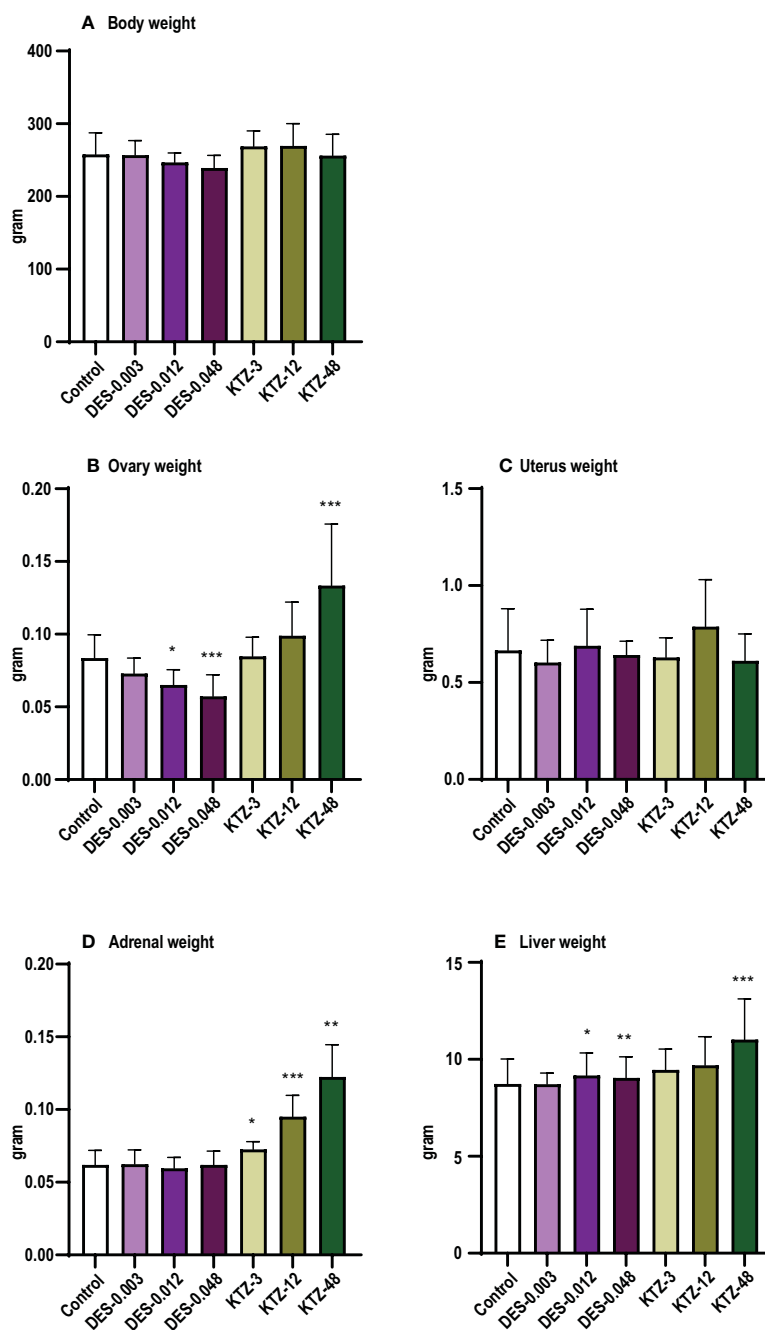 A Body weight
400
300
200
100
0
gram
Control
DES-0.003
DES-0.012
DES-0.048
KTZ-3
KTZ-12
KTZ-48
B Ovary weight
0.20
0.15
0.10
0.05
0.00
gram
*
***
***
Control
DES-0.003
DES-0.012
DES-0.048
KTZ-3
KTZ-12
KTZ-48
C Uterus weight
1.5
1.0
0.5
0.0
gram
Control
DES-0.003
DES-0.012
DES-0.048
KTZ-3
KTZ-12
KTZ-48
D Adrenal weight
0.20
0.15
0.10
0.05
0.00
gram
*
***
**
Control
DES-0.003
DES-0.012
DES-0.048
KTZ-3
KTZ-12
KTZ-48
E Liver weight
15
10
5
0
gram
*
**
***
Control
DES-0.003
DES-0.012
DES-0.048
KTZ-3
KTZ-12
KTZ-48